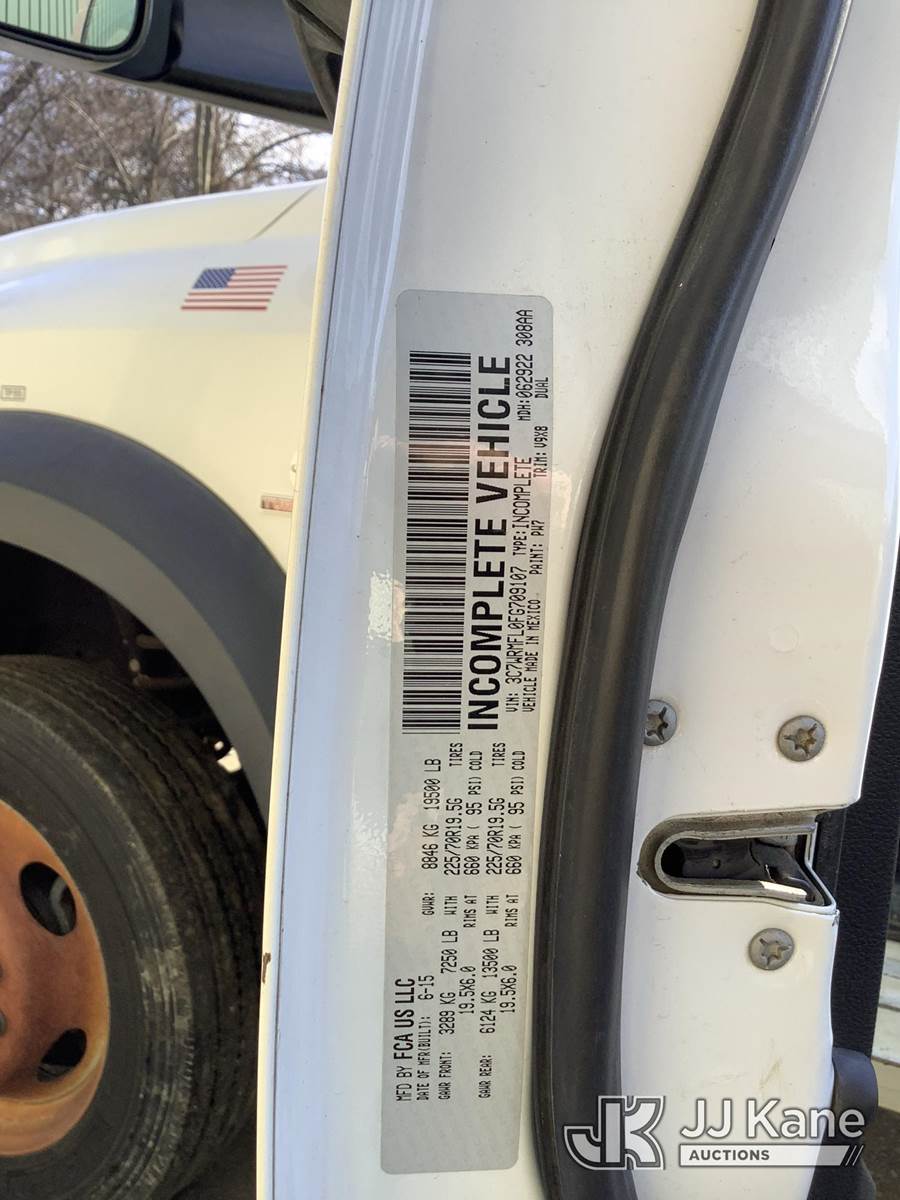 MFD BY FCA US LLC
DATE OF MFR(BUILT): 6-15 GVWR: 8846 KG 19500 LB
GAWR FRONT: 3289 KG 7250 LB WITH 225/70R19.5G TIRES
19.5X6.0 RIMS AT 660 KPA ( 95 PSI) COLD
GAWR REAR: 6124 KG 13500 LB WITH 225/70R19.5G TIRES
19.5X6.0 RIMS AT 660 KPA ( 95 PSI) COLD
INCOMPLETE VEHICLE
MDH:062922 308AA
VIN: 3C7WRMFL0FG709107 TYPE:INCOMPLETE DUAL
VEHICLE MADE IN MEXICO PAINT: PW7 TRIM: V9X8
JK JJ Kane
AUCTIONS